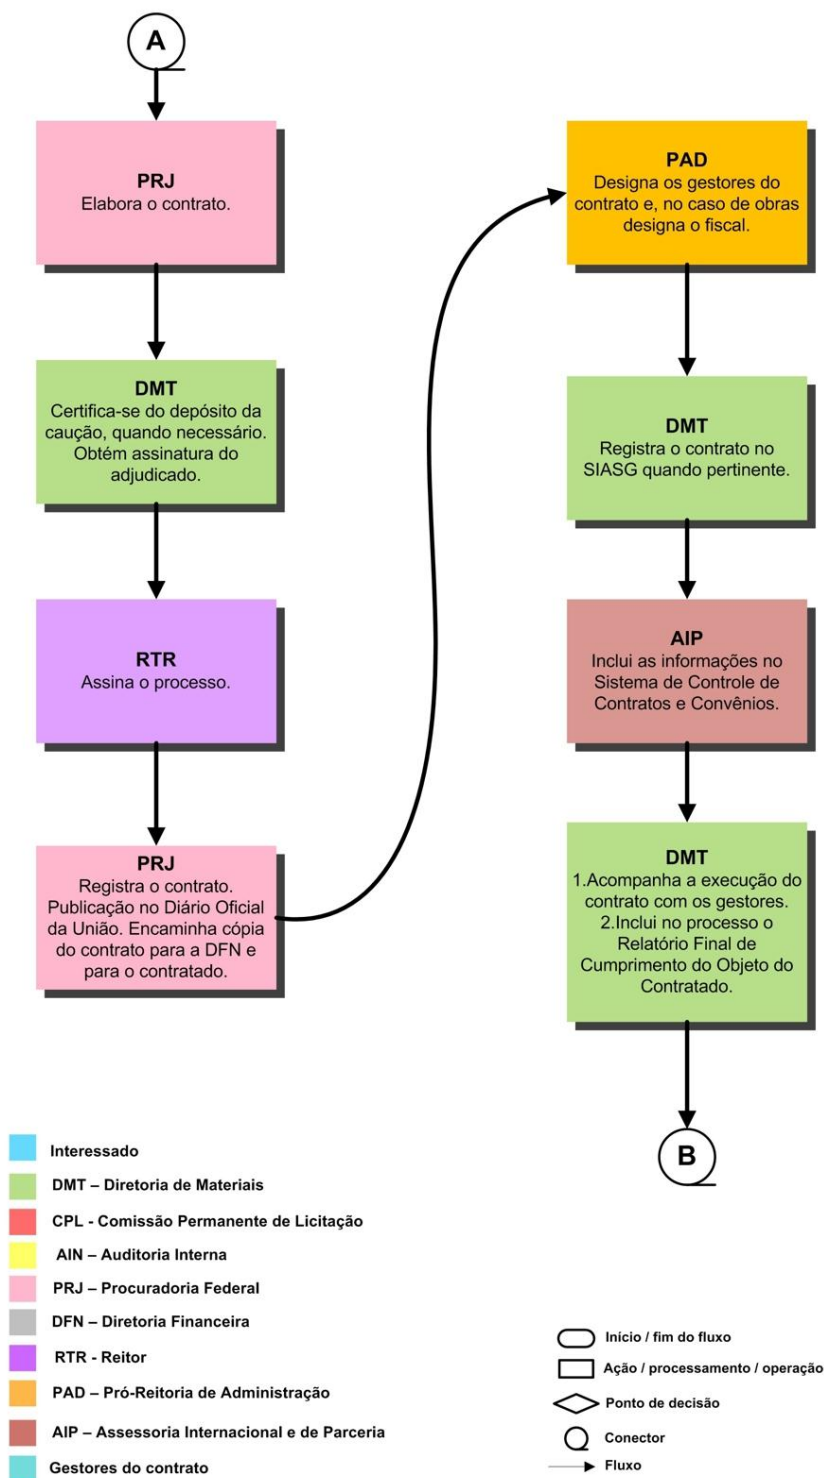 A
PRJ
Elabora o contrato.
DMT
Certifica-se do depósito da
caução, quando necessário.
Obtém assinatura do
adjudicado.
RTR
Assina o processo.
PRJ
Registra o contrato.
Publicação no Diário Oficial
da União. Encaminha cópia
do contrato para a DFN e
para o contratado.
PAD
Designa os gestores do
contrato e, no caso de obras
designa o fiscal.
DMT
Registra o contrato no
SIASG quando pertinente.
AIP
Inclui as informações no
Sistema de Controle de
Contratos e Convênios.
DMT
1.Acompanha a execução do
contrato com os gestores.
2.Inclui no processo o
Relatório Final de
Cumprimento do Objeto do
Contratado.
B
Interessado
DMT – Diretoria de Materiais
CPL - Comissão Permanente de Licitação
AIN – Auditoria Interna
PRJ – Procuradoria Federal
DFN – Diretoria Financeira
RTR - Reitor
PAD – Pró-Reitoria de Administração
AIP – Assessoria Internacional e de Parceria
Gestores do contrato
Início / fim do fluxo
Ação / processamento / operação
Ponto de decisão
Conector
Fluxo